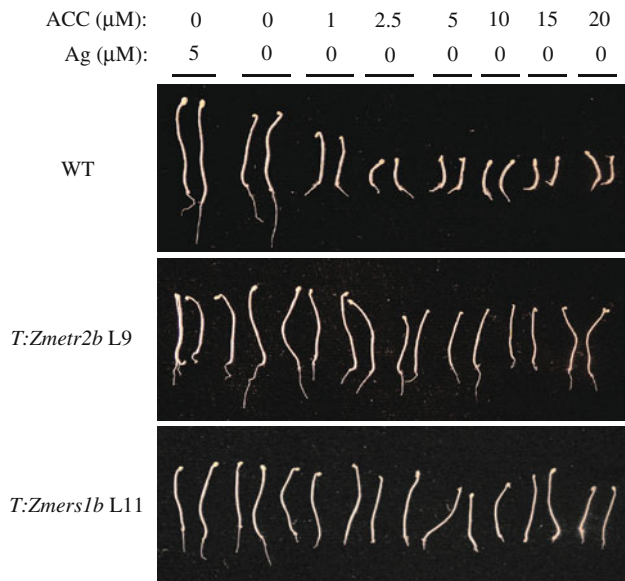 ACC (μM): 0 0 1 2.5 5 10 15 20
Ag (μM): 5 0 0 0 0 0 0 0
WT
T:Zmetr2b L9
T:Zmers1b L11